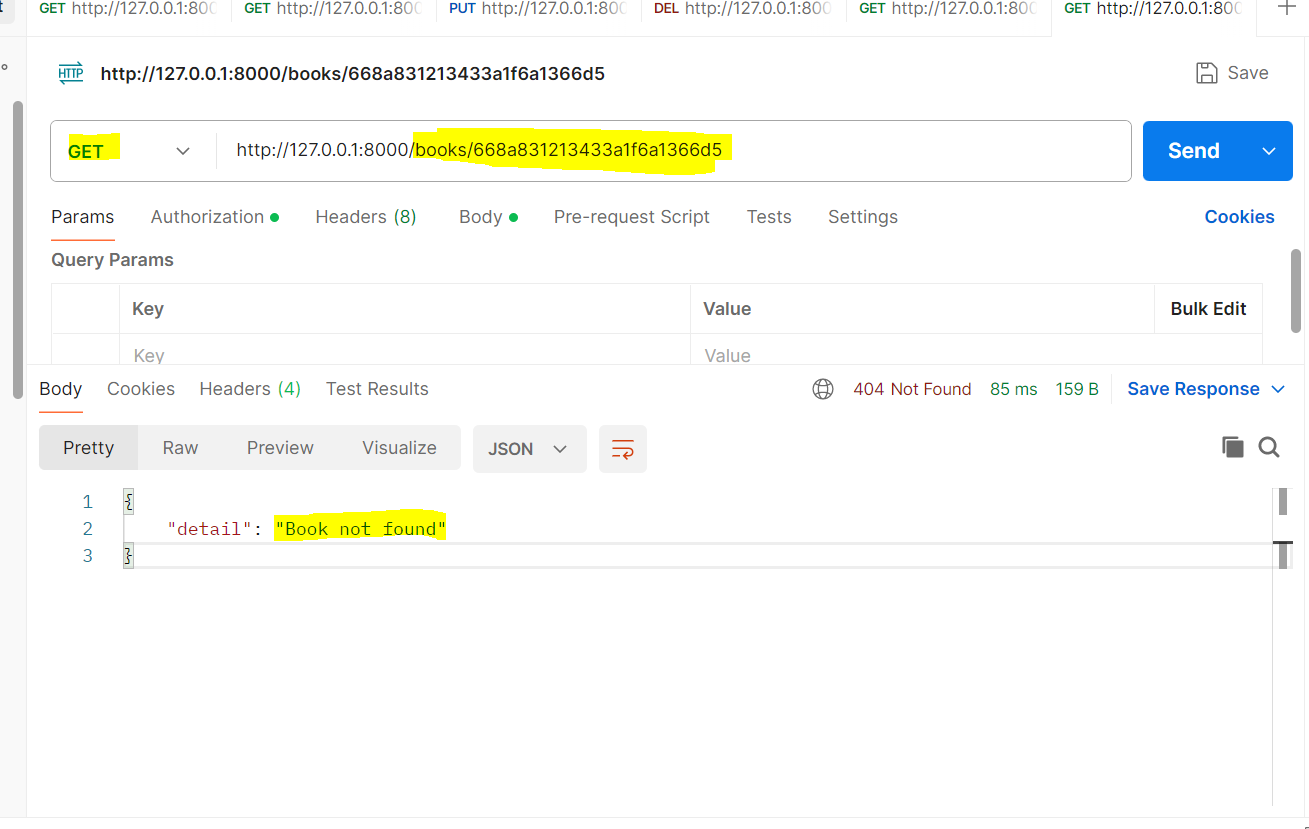 GET http://127.0.0.1:800 GET http://127.0.0.1:800 PUT http://127.0.0.1:800 DEL http://127.0.0.1:800 GET http://127.0.0.1:800 GET http://127.0.0.1:800
HTTP http://127.0.0.1:8000/books/668a831213433a1f6a1366d5 Save
GET http://127.0.0.1:8000/books/668a831213433a1f6a1366d5 Send
Params Authorization Headers (8) Body Pre-request Script Tests Settings Cookies
Query Params
Key Value Bulk Edit
Key Value
Body Cookies Headers (4) Test Results 404 Not Found 85 ms 159 B Save Response
Pretty Raw Preview Visualize JSON
1 {
2 "detail": "Book not found"
3 }